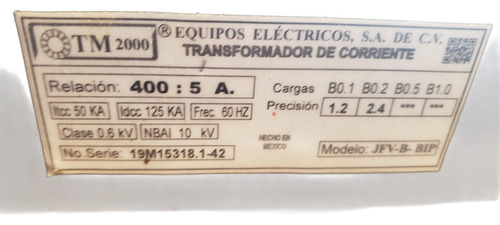 TM 2000
® EQUIPOS ELÉCTRICOS, S.A. DE C.V.
TRANSFORMADOR DE CORRIENTE
Relación: 400 : 5 A.
Itcc 50 KA Idcc 125 KA Frec. 60 HZ
Clase 0.6 kV NBAI 10 kV
No. Serie: 19M15318.1-42
Cargas B0.1 B0.2 B0.5 B1.0
Precisión 1.2 2.4 *** ***
HECHO EN
MEXICO
Modelo: JFV-B- BIP